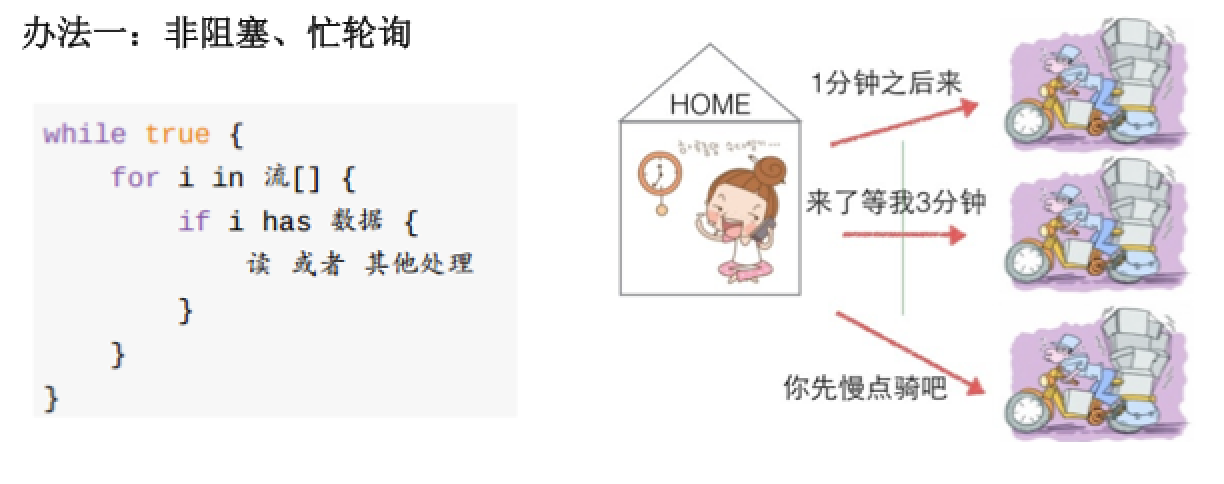 办法一：非阻塞、忙轮询
while true {
for i in 流[] {
if i has 数据 {
读 或者 其他处理
}
}
}
HOME
1分钟之后来
来了等我3分钟
你先慢点骑吧